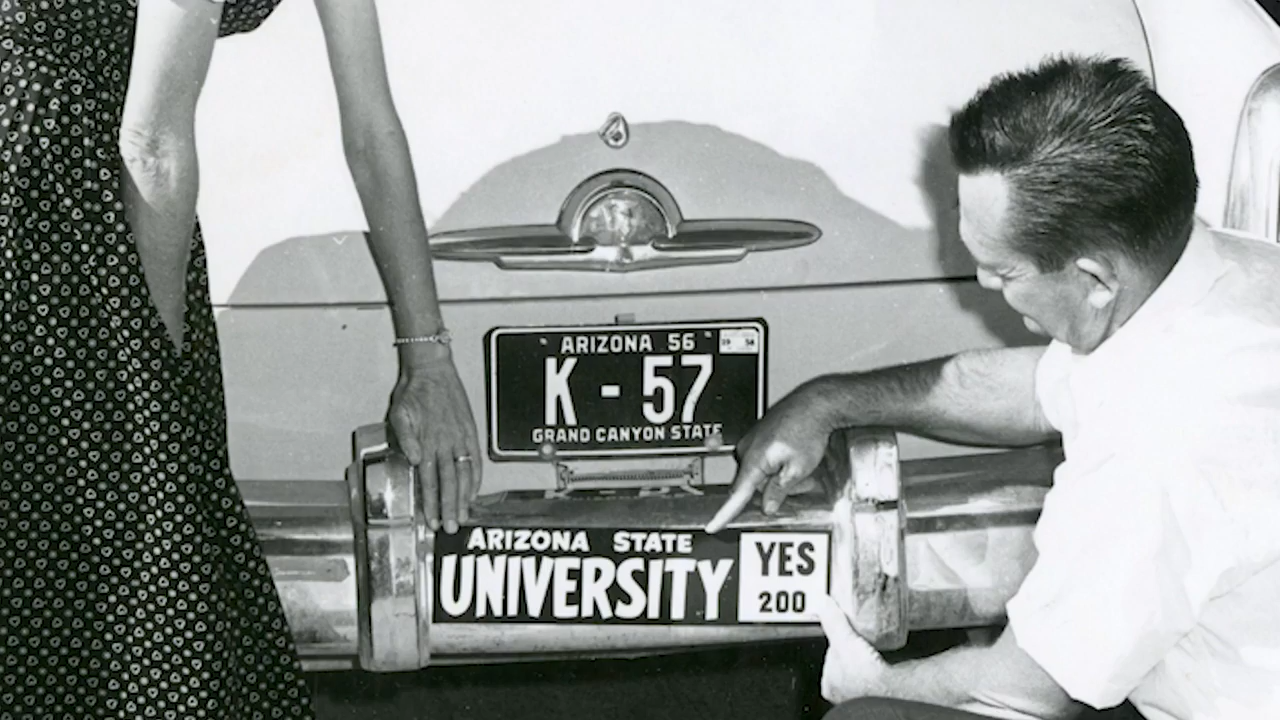 ARIZONA 56
K - 57
GRAND CANYON STATE
ARIZONA STATE
UNIVERSITY
YES
200